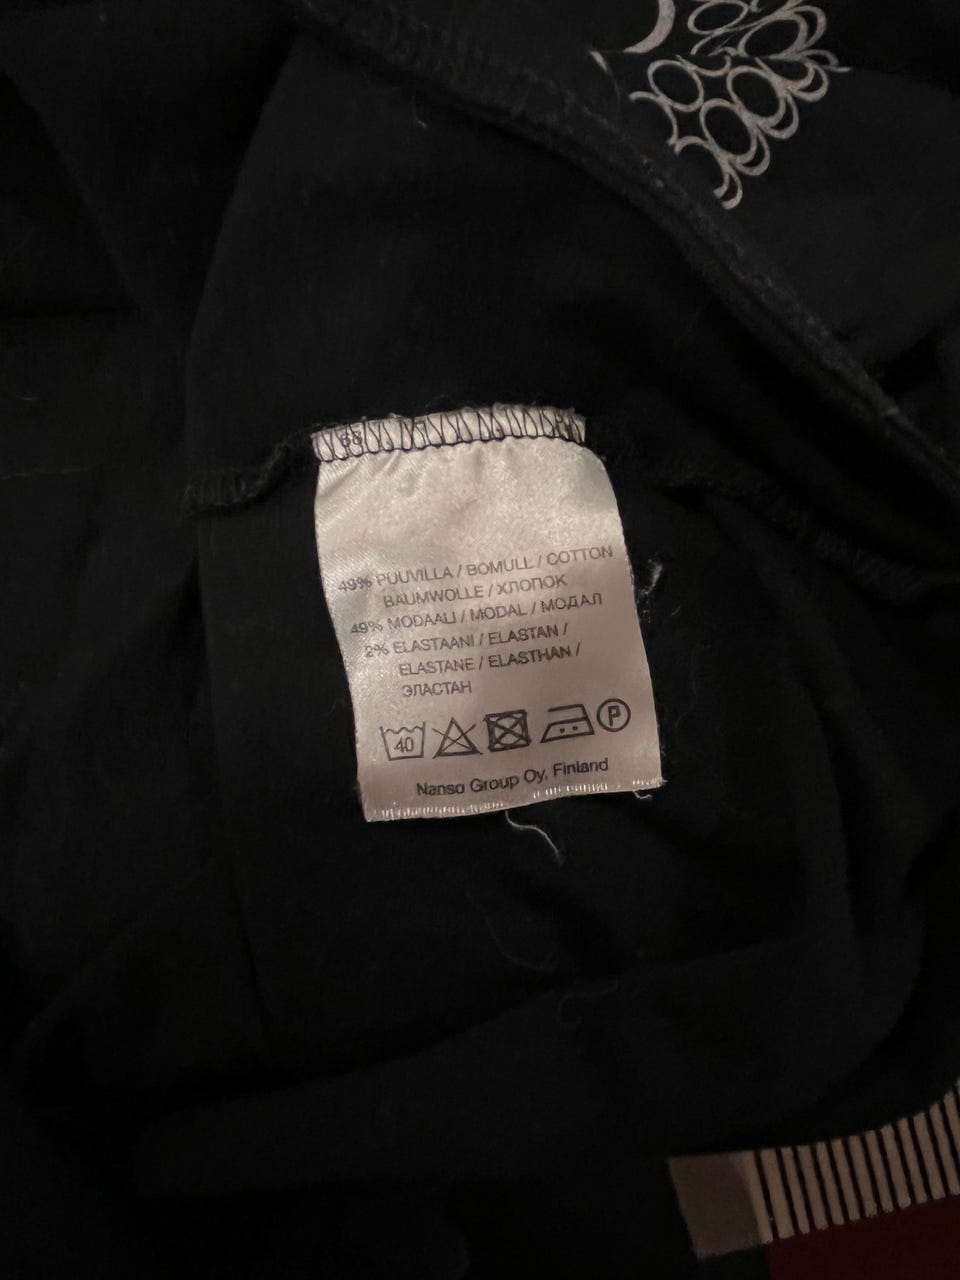 49% PUUVILLA / BOMULL / COTTON
BAUMWOLLE / ХЛОПОК
49% MODAALI / MODAL / МОДАЛ
2% ELASTAANI / ELASTAN /
ELASTANE / ELASTHAN /
ЭЛАСТАН
40 P
Nanso Group Oy, Finland